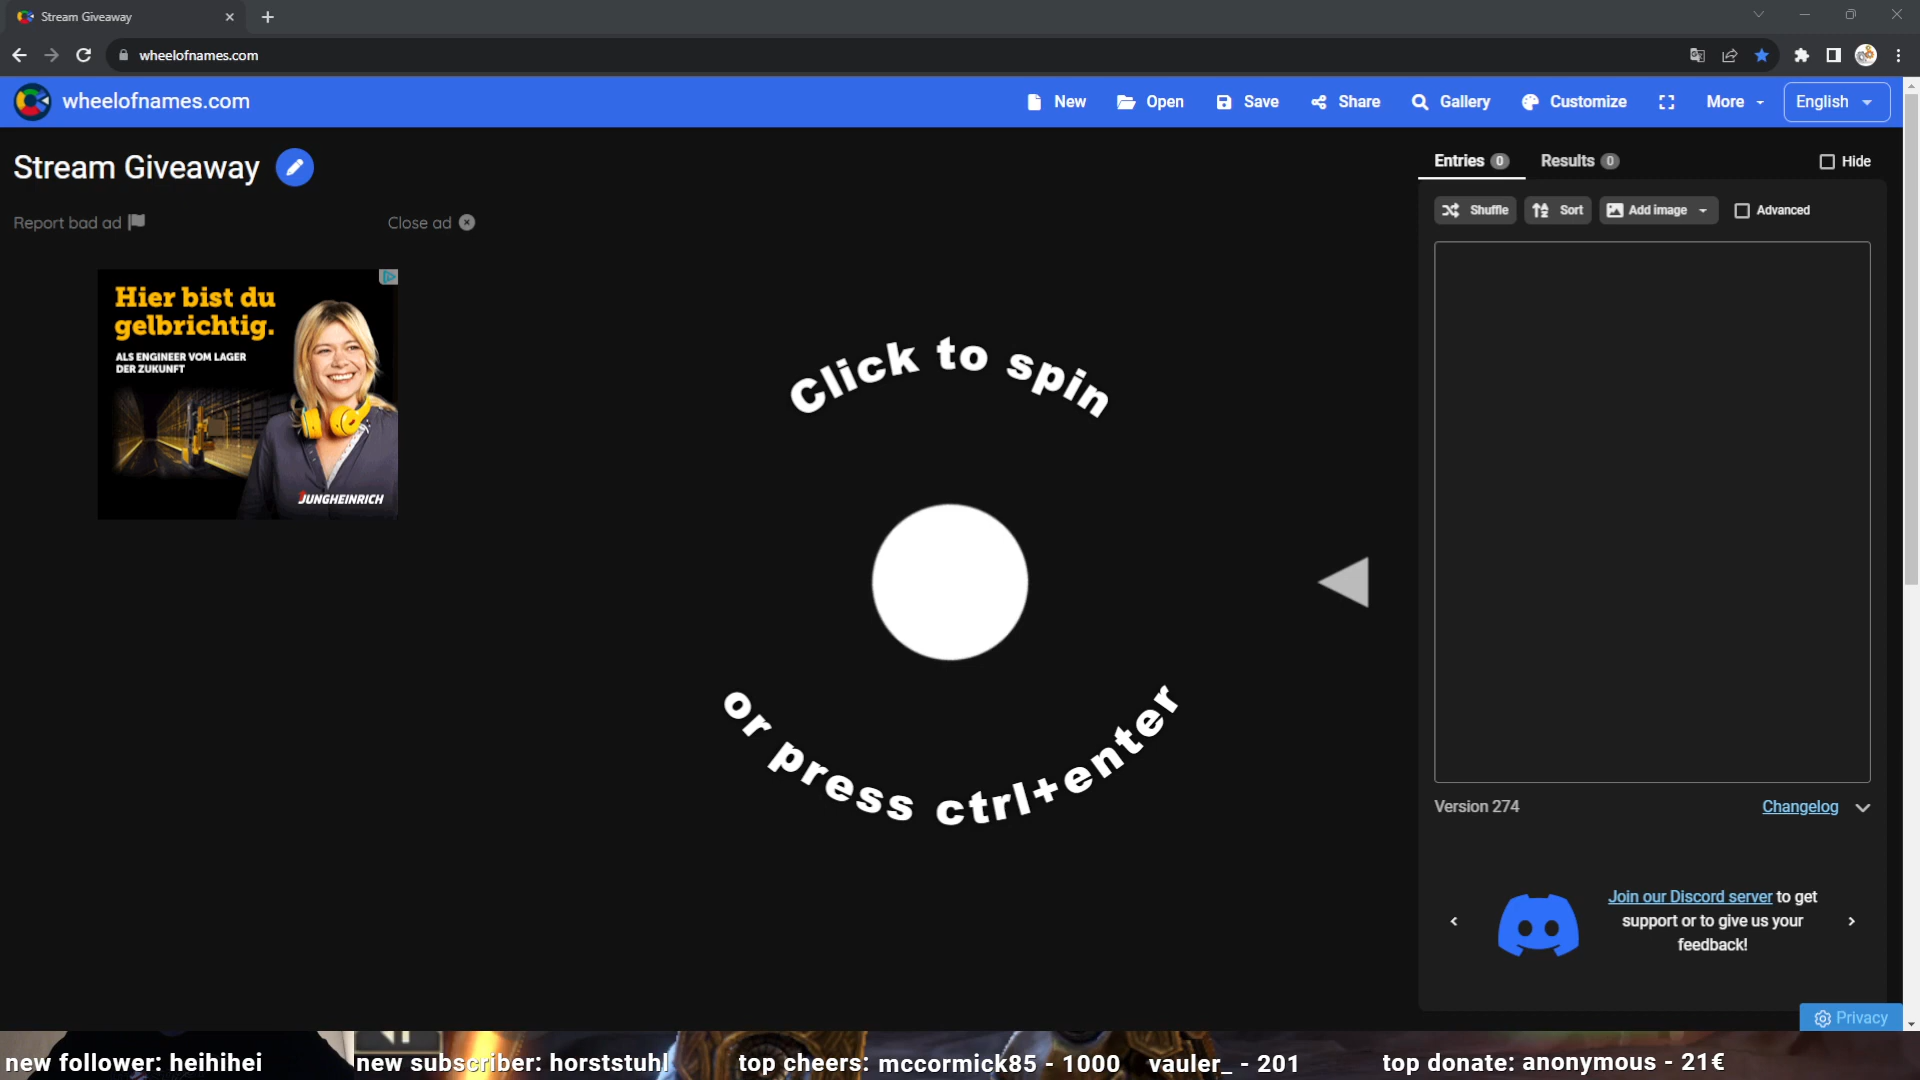 Stream Giveaway
wheelofnames.com
wheelofnames.com
New
Open
Save
Share
Gallery
Customize
More
English
Stream Giveaway
Entries 0
Results 0
Hide
Report bad ad
Close ad
Shuffle
Sort
Add image
Advanced
Hier bist du
gelbrichtig.
ALS ENGINEER VOM LAGER
DER ZUKUNFT
JUNGHEINRICH
Click to spin
or press ctrl+enter
Version 274
Changelog
Join our Discord server to get
support or to give us your
feedback!
Privacy
new follower: heihihei
new subscriber: horststuhl
top cheers: mccormick85 - 1000 vauler_ - 201
top donate: anonymous - 21€